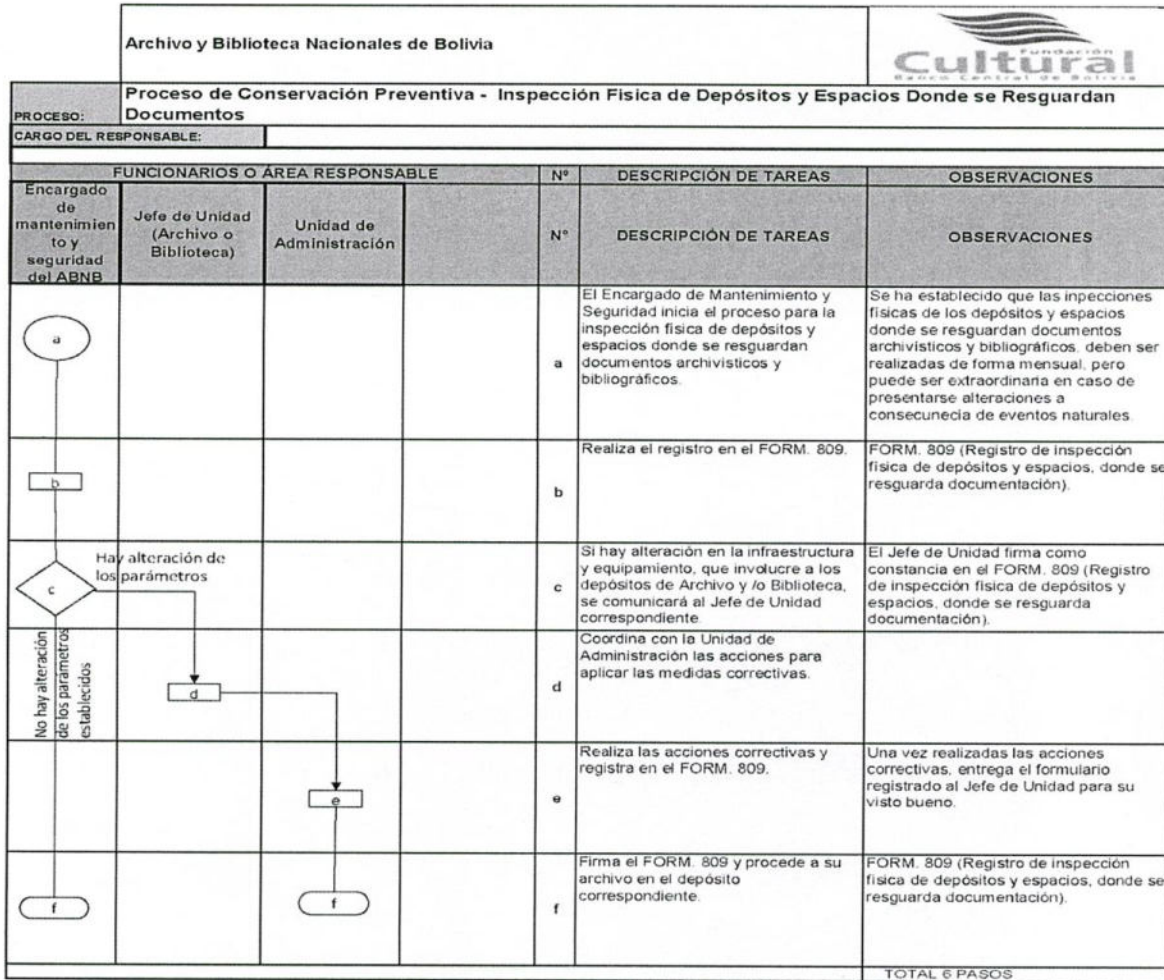 Archivo y Biblioteca Nacionales de Bolivia
Fundación
Cultural
Banco Central de Bolivia
PROCESO:
Proceso de Conservación Preventiva - Inspección Fisica de Depósitos y Espacios Donde se Resguardan
Documentos
CARGO DEL RESPONSABLE:
FUNCIONARIOS O ÁREA RESPONSABLE
Nº
DESCRIPCIÓN DE TAREAS
OBSERVACIONES
Encargado
de
mantenimien
to y
seguridad
del ABNB
Jefe de Unidad
(Archivo o
Biblioteca)
Unidad de
Administración
N°
DESCRIPCIÓN DE TAREAS
OBSERVACIONES
a
a
El Encargado de Mantenimiento y
Seguridad inicia el proceso para la
inspección fisica de depósitos y
espacios donde se resguardan
documentos archivísticos y
bibliográficos.
Se ha establecido que las inpecciones
físicas de los depósitos y espacios
donde se resguardan documentos
archivísticos y bibliográficos, deben ser
realizadas de forma mensual, pero
puede ser extraordinaria en caso de
presentarse alteraciones a
consecunecia de eventos naturales.
b
b
Realiza el registro en el FORM. 809.
FORM. 809 (Registro de inspección
física de depósitos y espacios, donde se
resguarda documentación).
c
Hay alteración de
los parámetros
c
Si hay alteración en la infraestructura
y equipamiento, que involucre a los
depósitos de Archivo y /o Biblioteca,
se comunicará al Jefe de Unidad
correspondiente.
El Jefe de Unidad firma como
constancia en el FORM. 809 (Registro
de inspección fisica de depósitos y
espacios, donde se resguarda
documentación).
No hay alteración
de los parámetros
establecidos
d
d
Coordina con la Unidad de
Administración las acciones para
aplicar las medidas correctivas.
e
e
Realiza las acciones correctivas y
registra en el FORM. 809.
Una vez realizadas las acciones
correctivas, entrega el formulario
registrado al Jefe de Unidad para su
visto bueno.
f
f
f
Firma el FORM. 809 y procede a su
archivo en el depósito
correspondiente.
FORM. 809 (Registro de inspección
física de depósitos y espacios, donde se
resguarda documentación).
TOTAL 6 PASOS